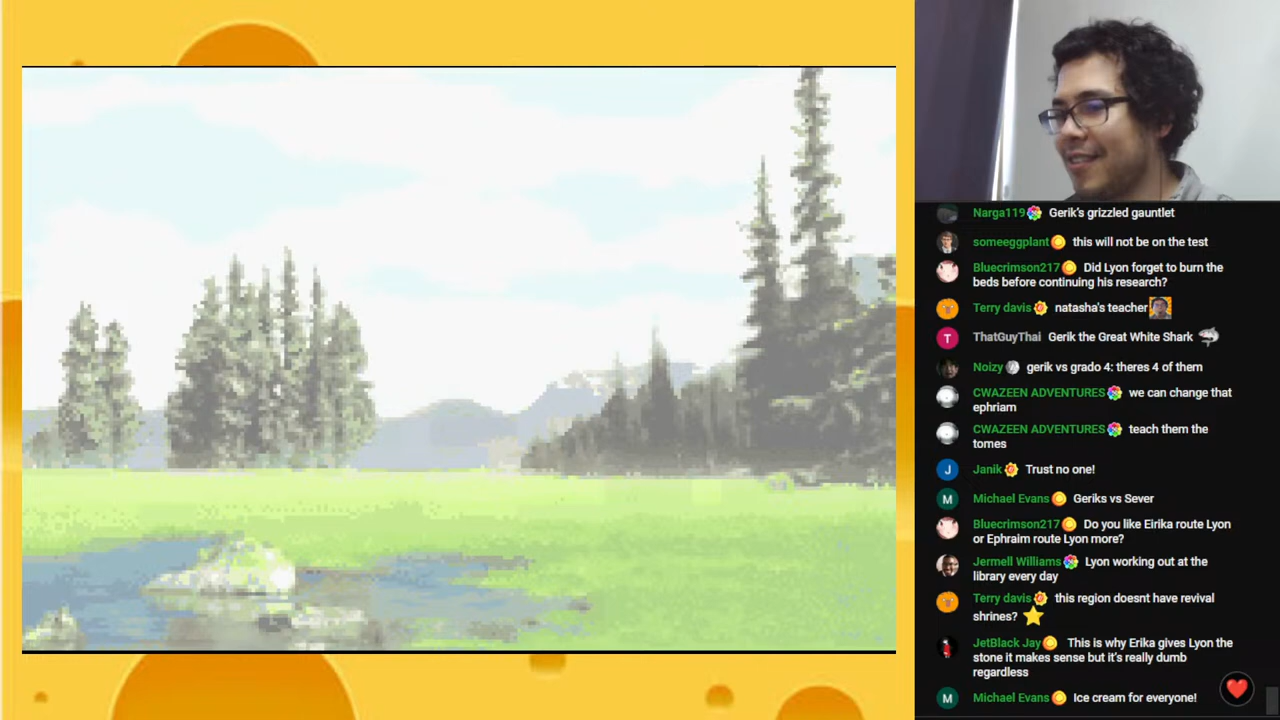 Narga119 Gerik's grizzled gauntlet
someeggplant this will not be on the test
Bluecrimson217 Did Lyon forget to burn the
beds before continuing his research?
Terry davis natasha's teacher
T ThatGuyThai Gerik the Great White Shark
Noizy gerik vs grado 4: theres 4 of them
CWAZEEN ADVENTURES we can change that
ephriam
CWAZEEN ADVENTURES teach them the
tomes
J Janik Trust no one!
M Michael Evans Geriks vs Sever
Bluecrimson217 Do you like Eirika route Lyon
or Ephraim route Lyon more?
Jermell Williams Lyon working out at the
library every day
Terry davis this region doesnt have revival
shrines?
JetBlack Jay This is why Erika gives Lyon the
stone it makes sense but it's really dumb
regardless
M Michael Evans Ice cream for everyone!